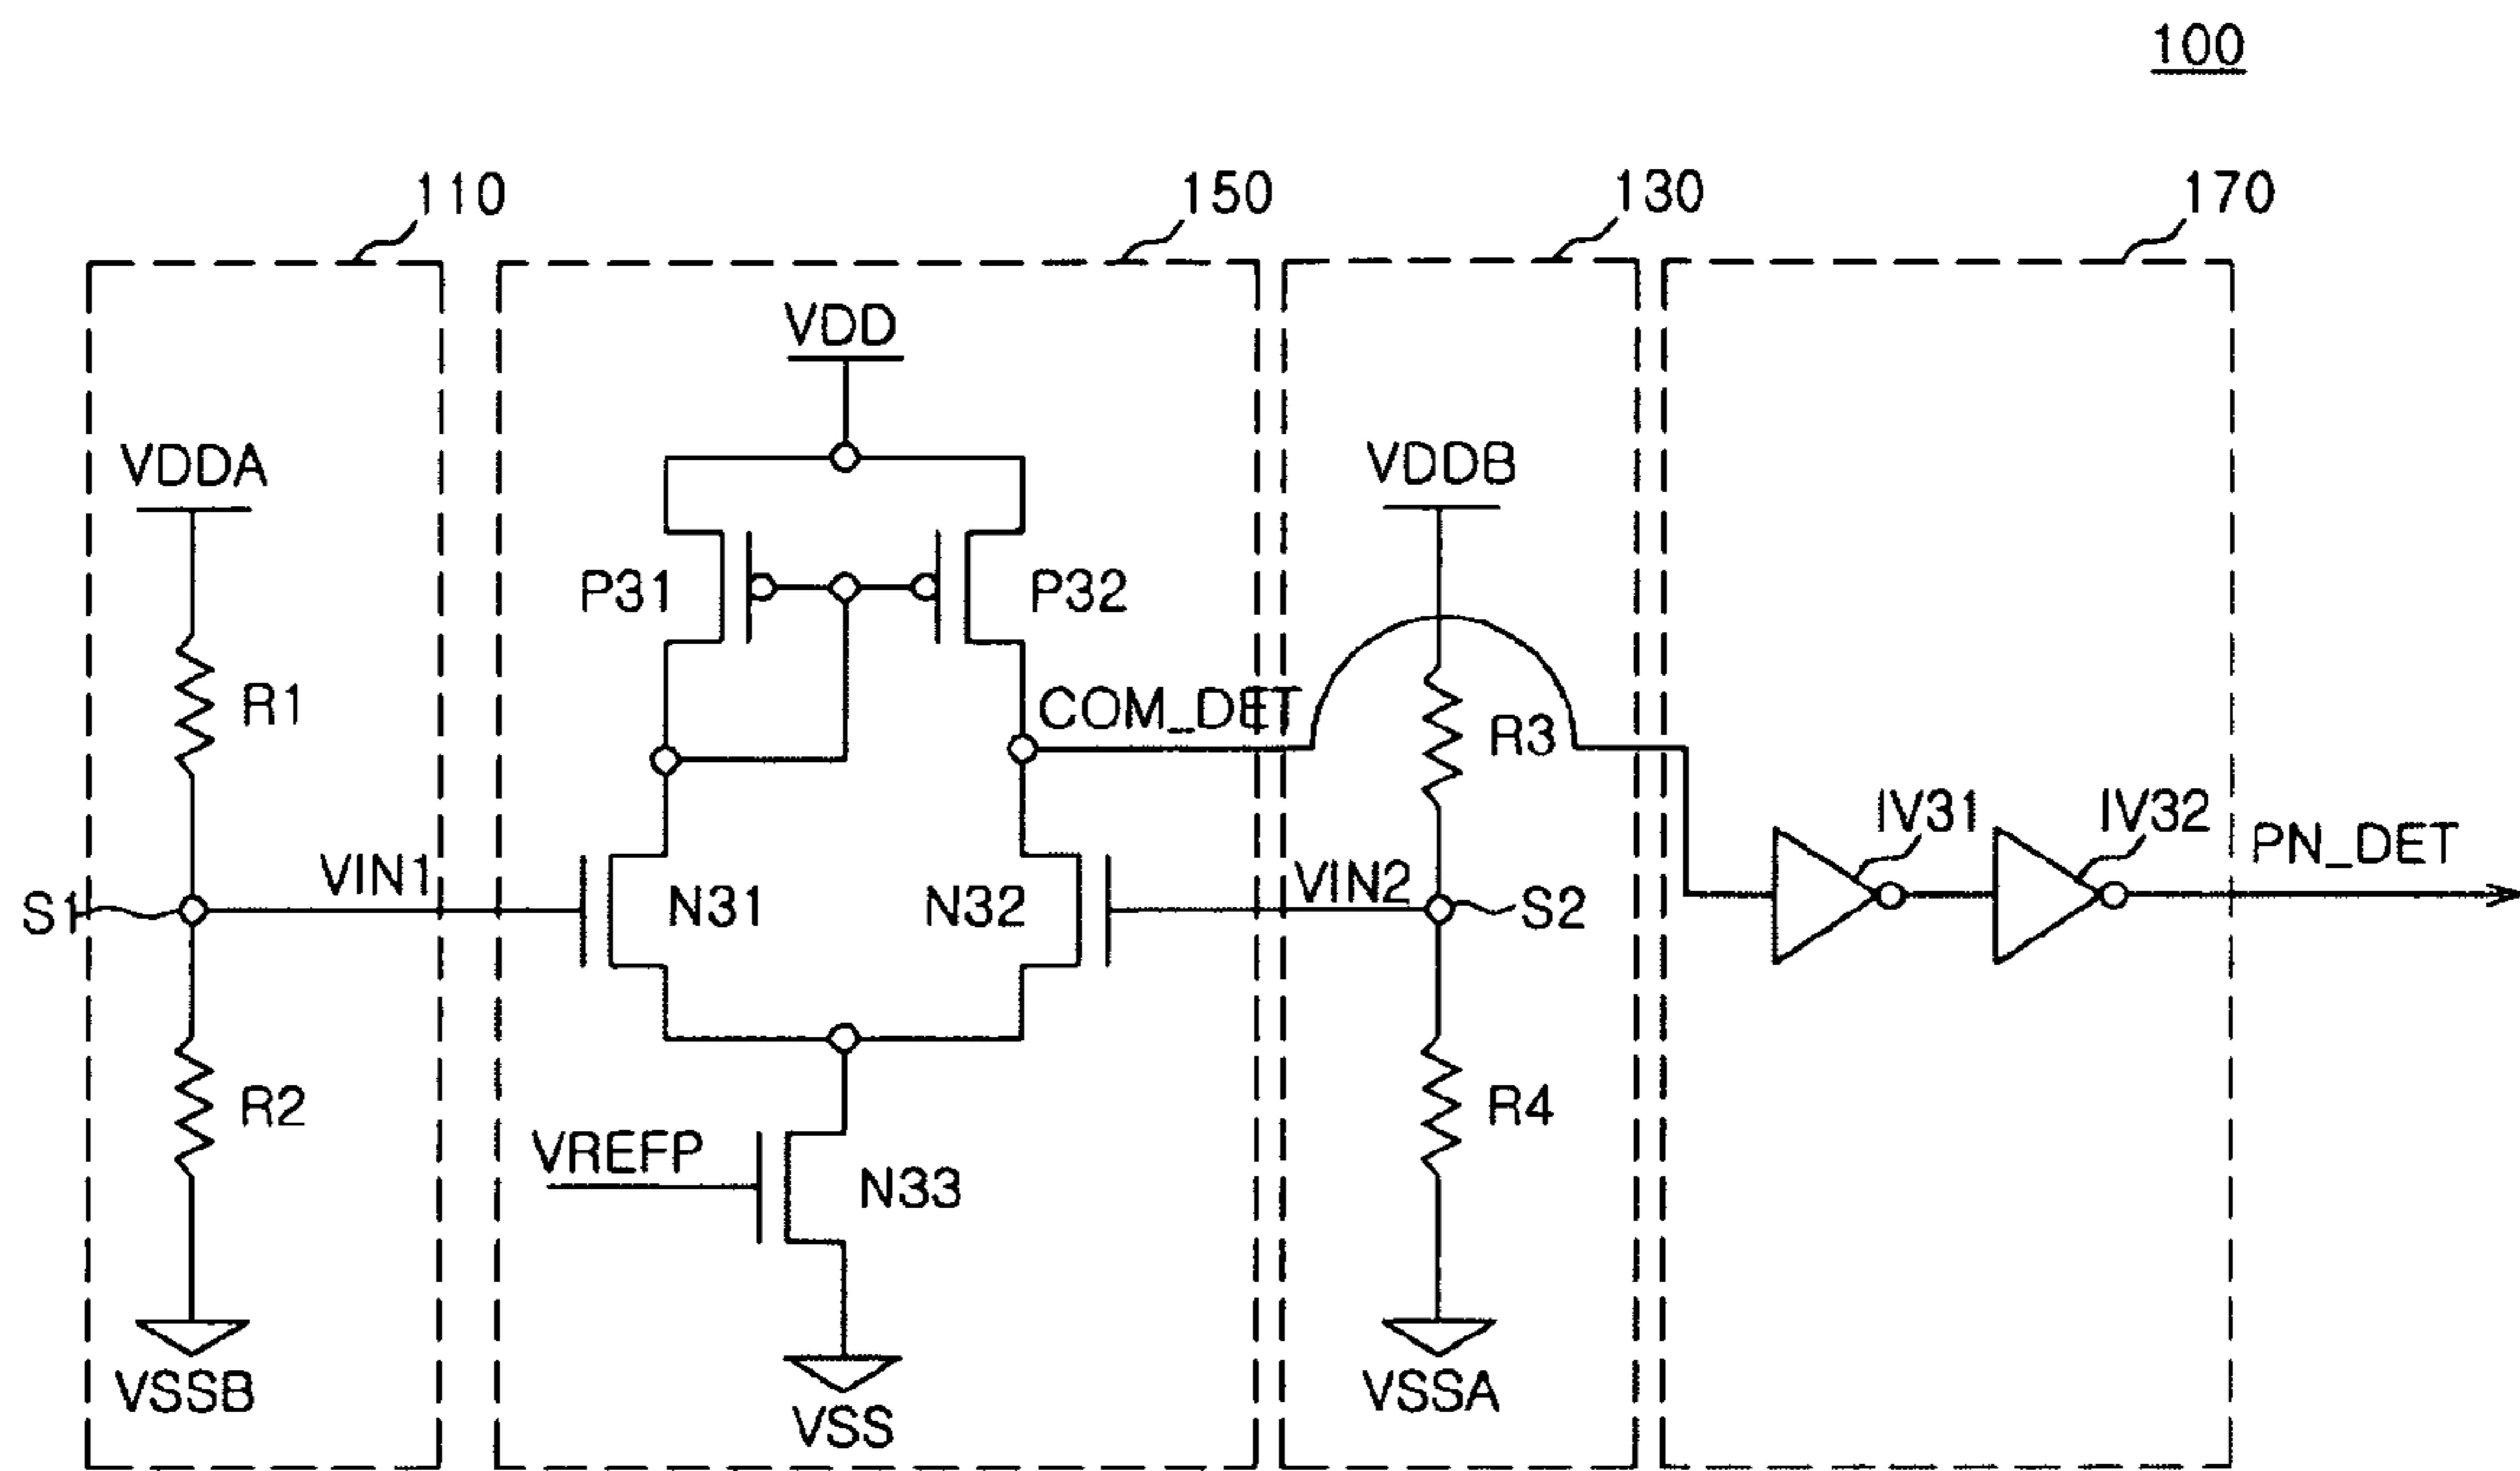 100
110
150
130
170
VDD
VDDA
VDDB
P31
P32
R1
COM_DET
R3
IV31
IV32
PN_DET
VIN1
N31
N32
VIN2
S1
S2
R2
R4
VREFP
N33
VSSB
VSS
VSSA